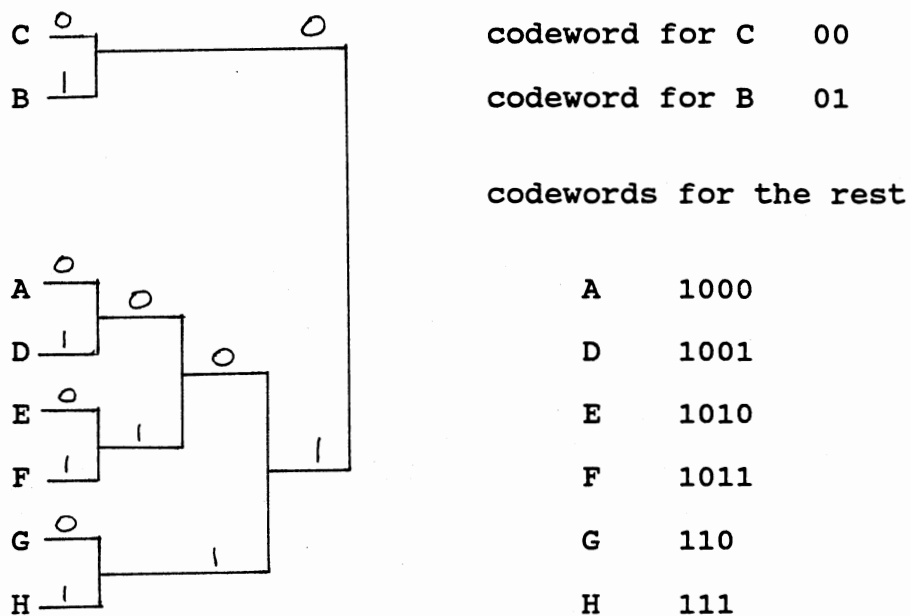 C 0 0 codeword for C 00
B 1 codeword for B 01
codewords for the rest
A 0 0 A 1000
D 1 0 D 1001
E 0 E 1010
F 1 1 1 F 1011
G 0 G 110
H 1 1 H 111